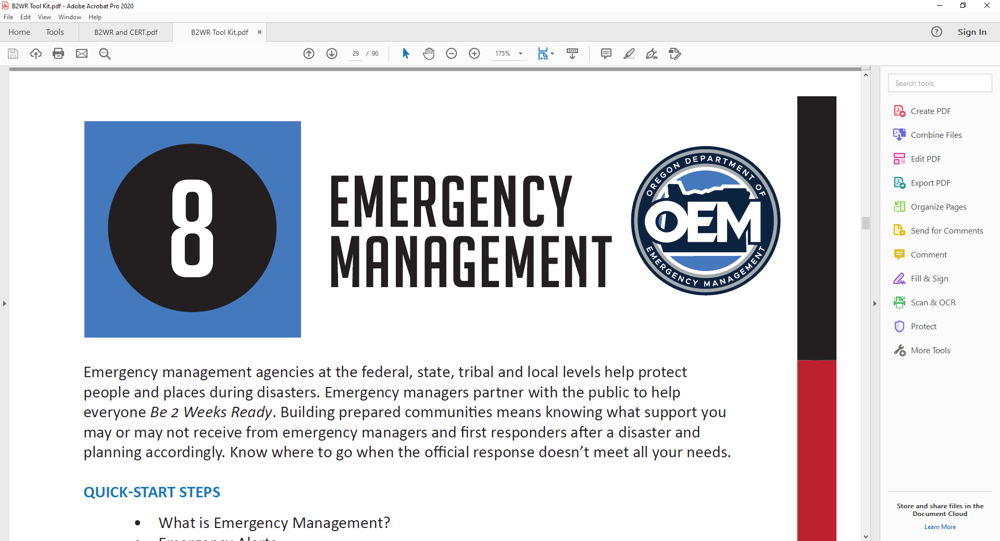 B2WR Tool Kit.pdf - Adobe Acrobat Pro 2020
File Edit View Window Help
Home Tools B2WR and CERT.pdf B2WR Tool Kit.pdf × Sign In
29 / 90 175%
Search tools
Create PDF
Combine Files
Edit PDF
Export PDF
Organize Pages
Send for Comments
Comment
Fill & Sign
Scan & OCR
Protect
More Tools
Store and share files in the
Document Cloud
Learn More
8
EMERGENCY
MANAGEMENT
OREGON DEPARTMENT OF
OEM
EMERGENCY MANAGEMENT
Emergency management agencies at the federal, state, tribal and local levels help protect
people and places during disasters. Emergency managers partner with the public to help
everyone Be 2 Weeks Ready. Building prepared communities means knowing what support you
may or may not receive from emergency managers and first responders after a disaster and
planning accordingly. Know where to go when the official response doesn’t meet all your needs.
QUICK-START STEPS
• What is Emergency Management?
• Emergency Alerts